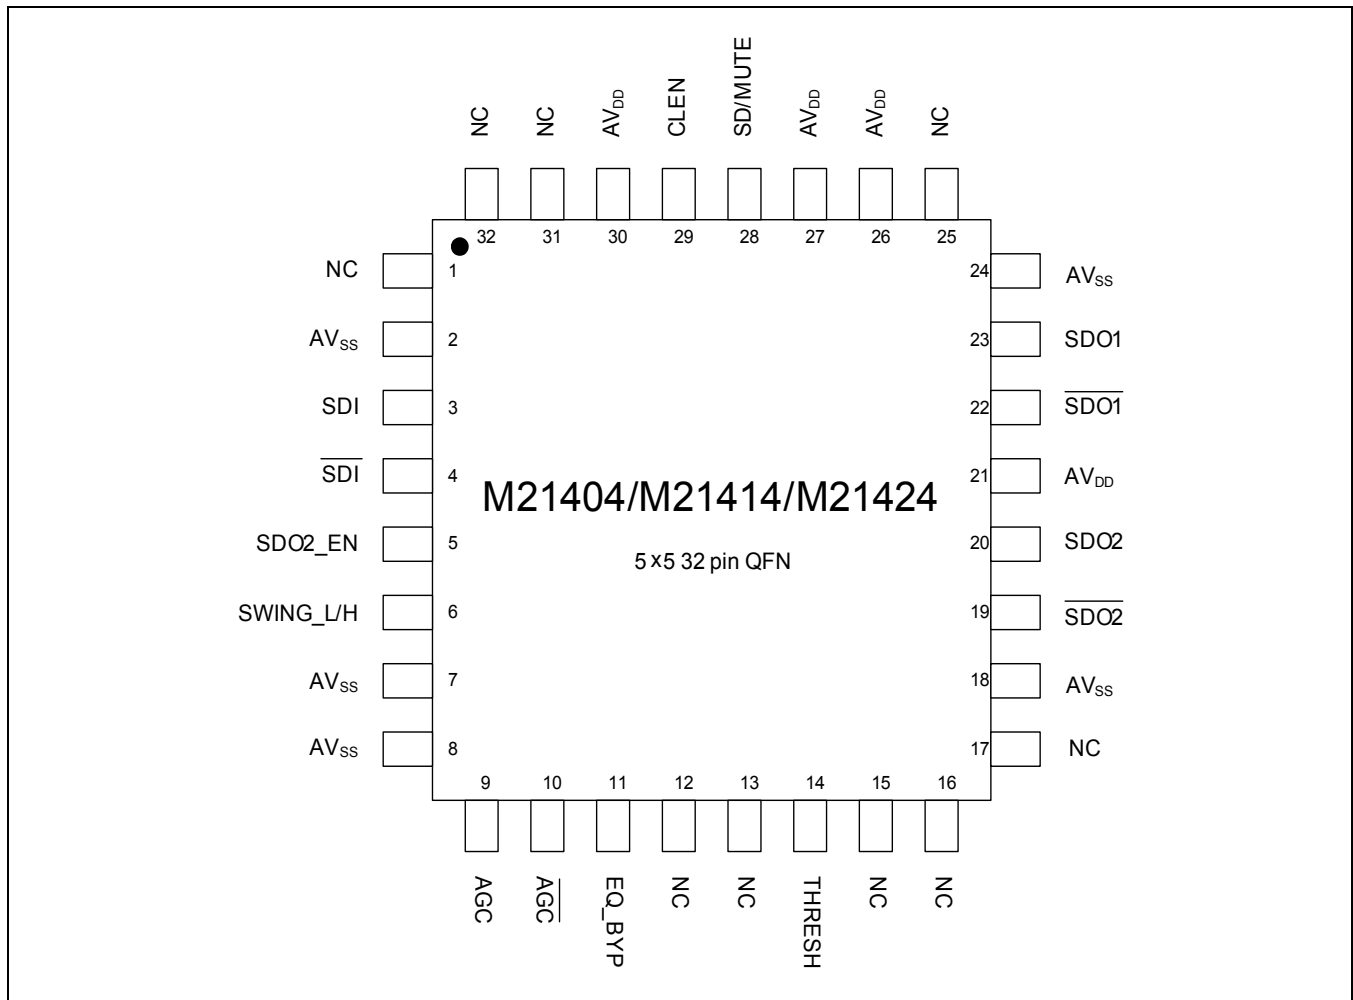 NC NC AVDD CLEN SD/MUTE AVDD AVDD NC
32 31 30 29 28 27 26 25
NC 1 24 AVSS
AVSS 2 23 SDO1
SDI 3 22 SDO1
SDI 4 21 AVDD
M21404/M21414/M21424
SDO2_EN 5 20 SDO2
5x5 32 pin QFN
SWING_L/H 6 19 SDO2
AVSS 7 18 AVSS
AVSS 8 17 NC
9 10 11 12 13 14 15 16
AGC AGC EQ_BYP NC NC THRESH NC NC